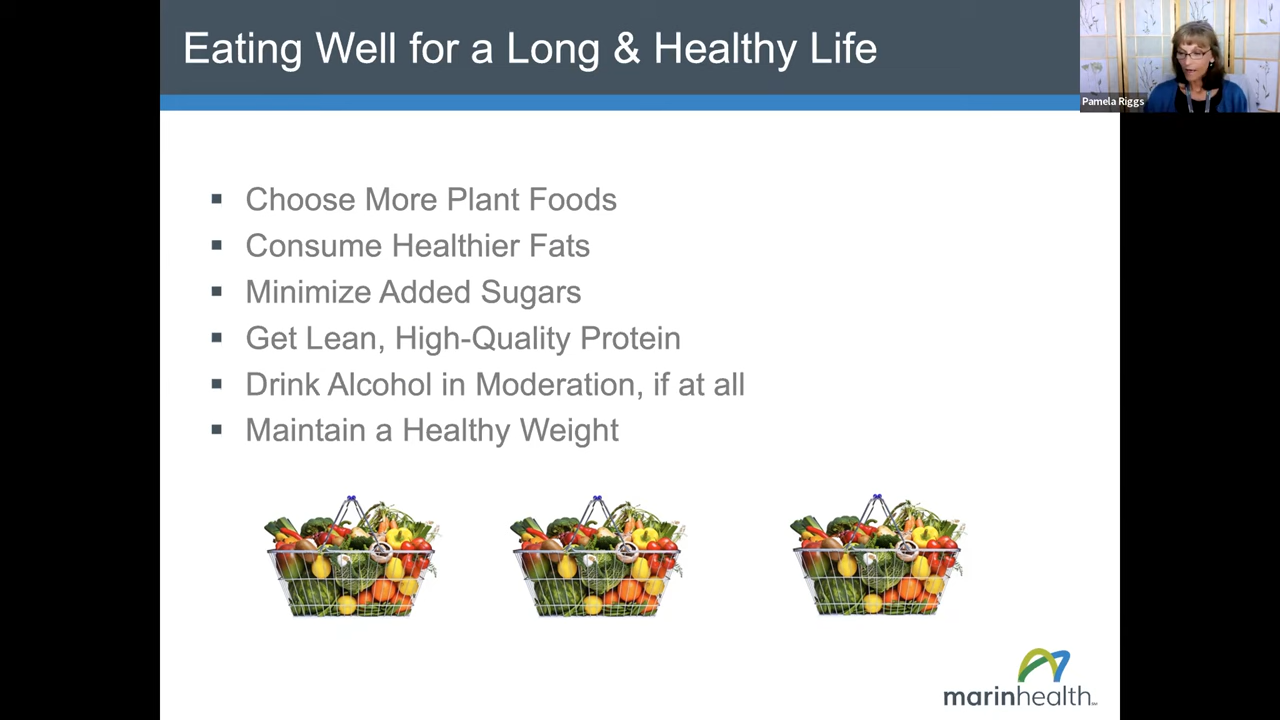 Eating Well for a Long & Healthy Life
Pamela Riggs
▪ Choose More Plant Foods
▪ Consume Healthier Fats
▪ Minimize Added Sugars
▪ Get Lean, High-Quality Protein
▪ Drink Alcohol in Moderation, if at all
▪ Maintain a Healthy Weight
marinhealth℠